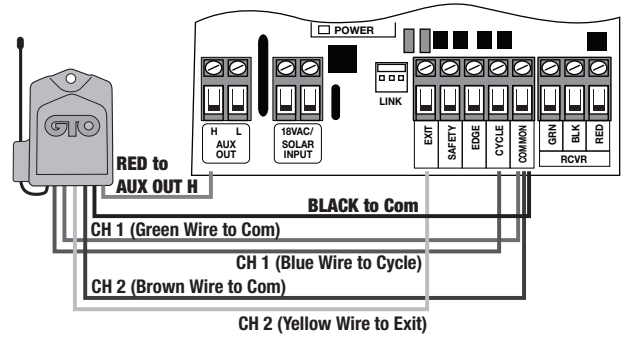 POWER
LINK
H L
AUX
OUT
18VAC/
SOLAR
INPUT
EXIT
SAFETY
EDGE
CYCLE
COMMON
GRN
BLK
RED
RCVR
GTO
RED to
AUX OUT H
BLACK to Com
CH 1 (Green Wire to Com)
CH 1 (Blue Wire to Cycle)
CH 2 (Brown Wire to Com)
CH 2 (Yellow Wire to Exit)